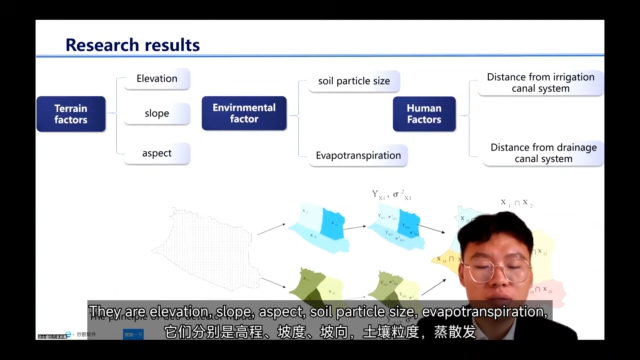 Research results
Elevation
Terrain
factors
slope
aspect
Envirnmental
factor
soil particle size
Evapotranspiration
Human
Factors
Distance from irrigation
canal system
Distance from drainage
canal system
They are elevation, slope, aspect, soil particle size, evapotranspiration,
它们分别是高程、坡度、坡向，土壤粒度，蒸散发